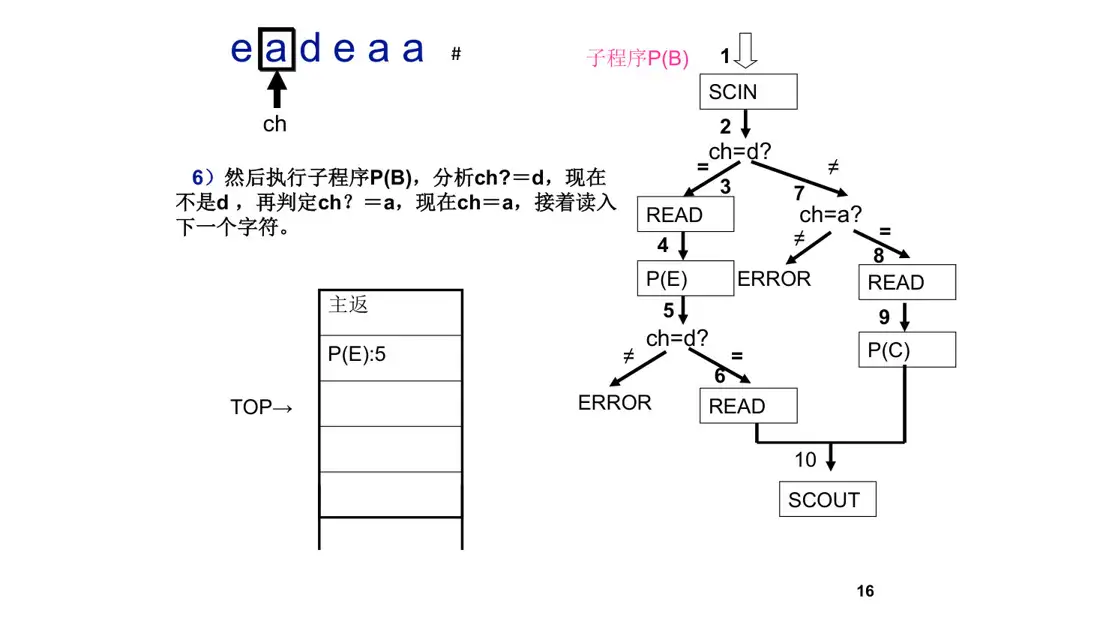 e a d e a a #
ch
6）然后执行子程序P(B)，分析ch?＝d，现在
不是d ，再判定ch？＝a，现在ch＝a，接着读入
下一个字符。
主返
P(E):5
TOP→
子程序P(B)
1
SCIN
2
ch=d?
=
≠
3
7
READ
ch=a?
4
≠
=
8
P(E)
ERROR
READ
5
9
ch=d?
P(C)
≠
=
6
ERROR
READ
10
SCOUT
16